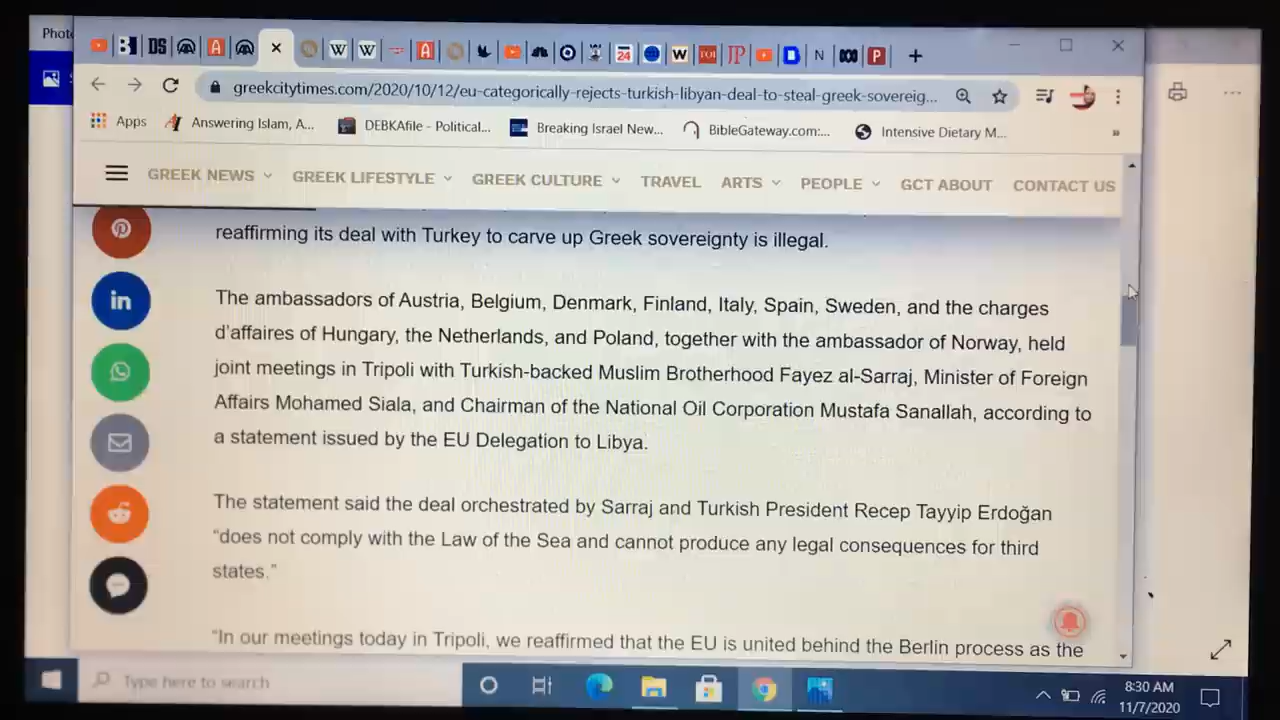 Phot
B DS A W W A 24 W TOI JP N P
greekcitytimes.com/2020/10/12/eu-categorically-rejects-turkish-libyan-deal-to-steal-greek-sovereig...
Apps Answering Islam, A... DEBKAfile - Political... Breaking Israel New... BibleGateway.com:... Intensive Dietary M... »
GREEK NEWS GREEK LIFESTYLE GREEK CULTURE TRAVEL ARTS PEOPLE GCT ABOUT CONTACT US
reaffirming its deal with Turkey to carve up Greek sovereignty is illegal.
The ambassadors of Austria, Belgium, Denmark, Finland, Italy, Spain, Sweden, and the charges
d'affaires of Hungary, the Netherlands, and Poland, together with the ambassador of Norway, held
joint meetings in Tripoli with Turkish-backed Muslim Brotherhood Fayez al-Sarraj, Minister of Foreign
Affairs Mohamed Siala, and Chairman of the National Oil Corporation Mustafa Sanallah, according to
a statement issued by the EU Delegation to Libya.
The statement said the deal orchestrated by Sarraj and Turkish President Recep Tayyip Erdoğan
“does not comply with the Law of the Sea and cannot produce any legal consequences for third
states.”
“In our meetings today in Tripoli, we reaffirmed that the EU is united behind the Berlin process as the
in
Type here to search
8:30 AM
11/7/2020